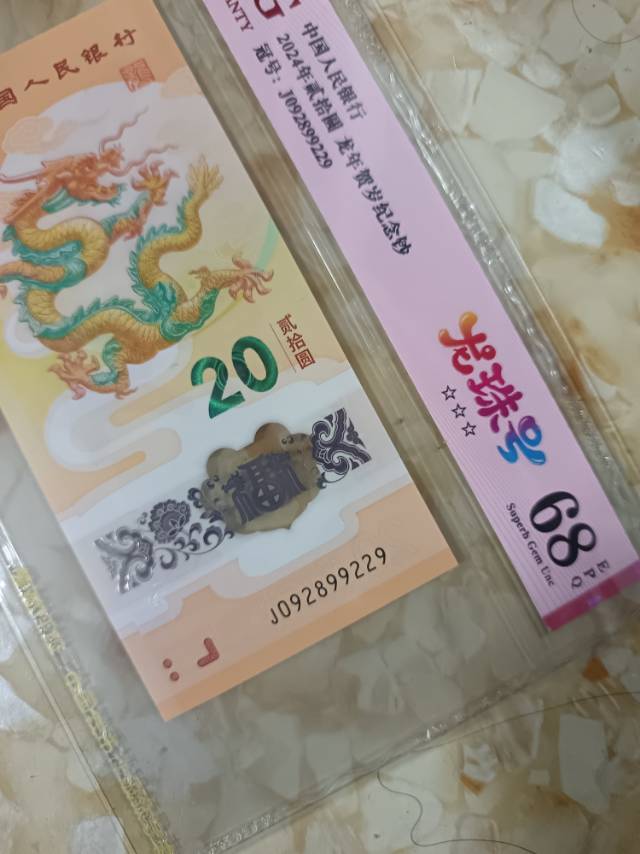 国人民银行
20
贰拾圆
J092899229
NTY
中国人民银行
2024年贰拾圆 龙年贺岁纪念钞
冠号：J092899229
龙珠号
☆☆☆
68
EPQ
Superb Gem Unc